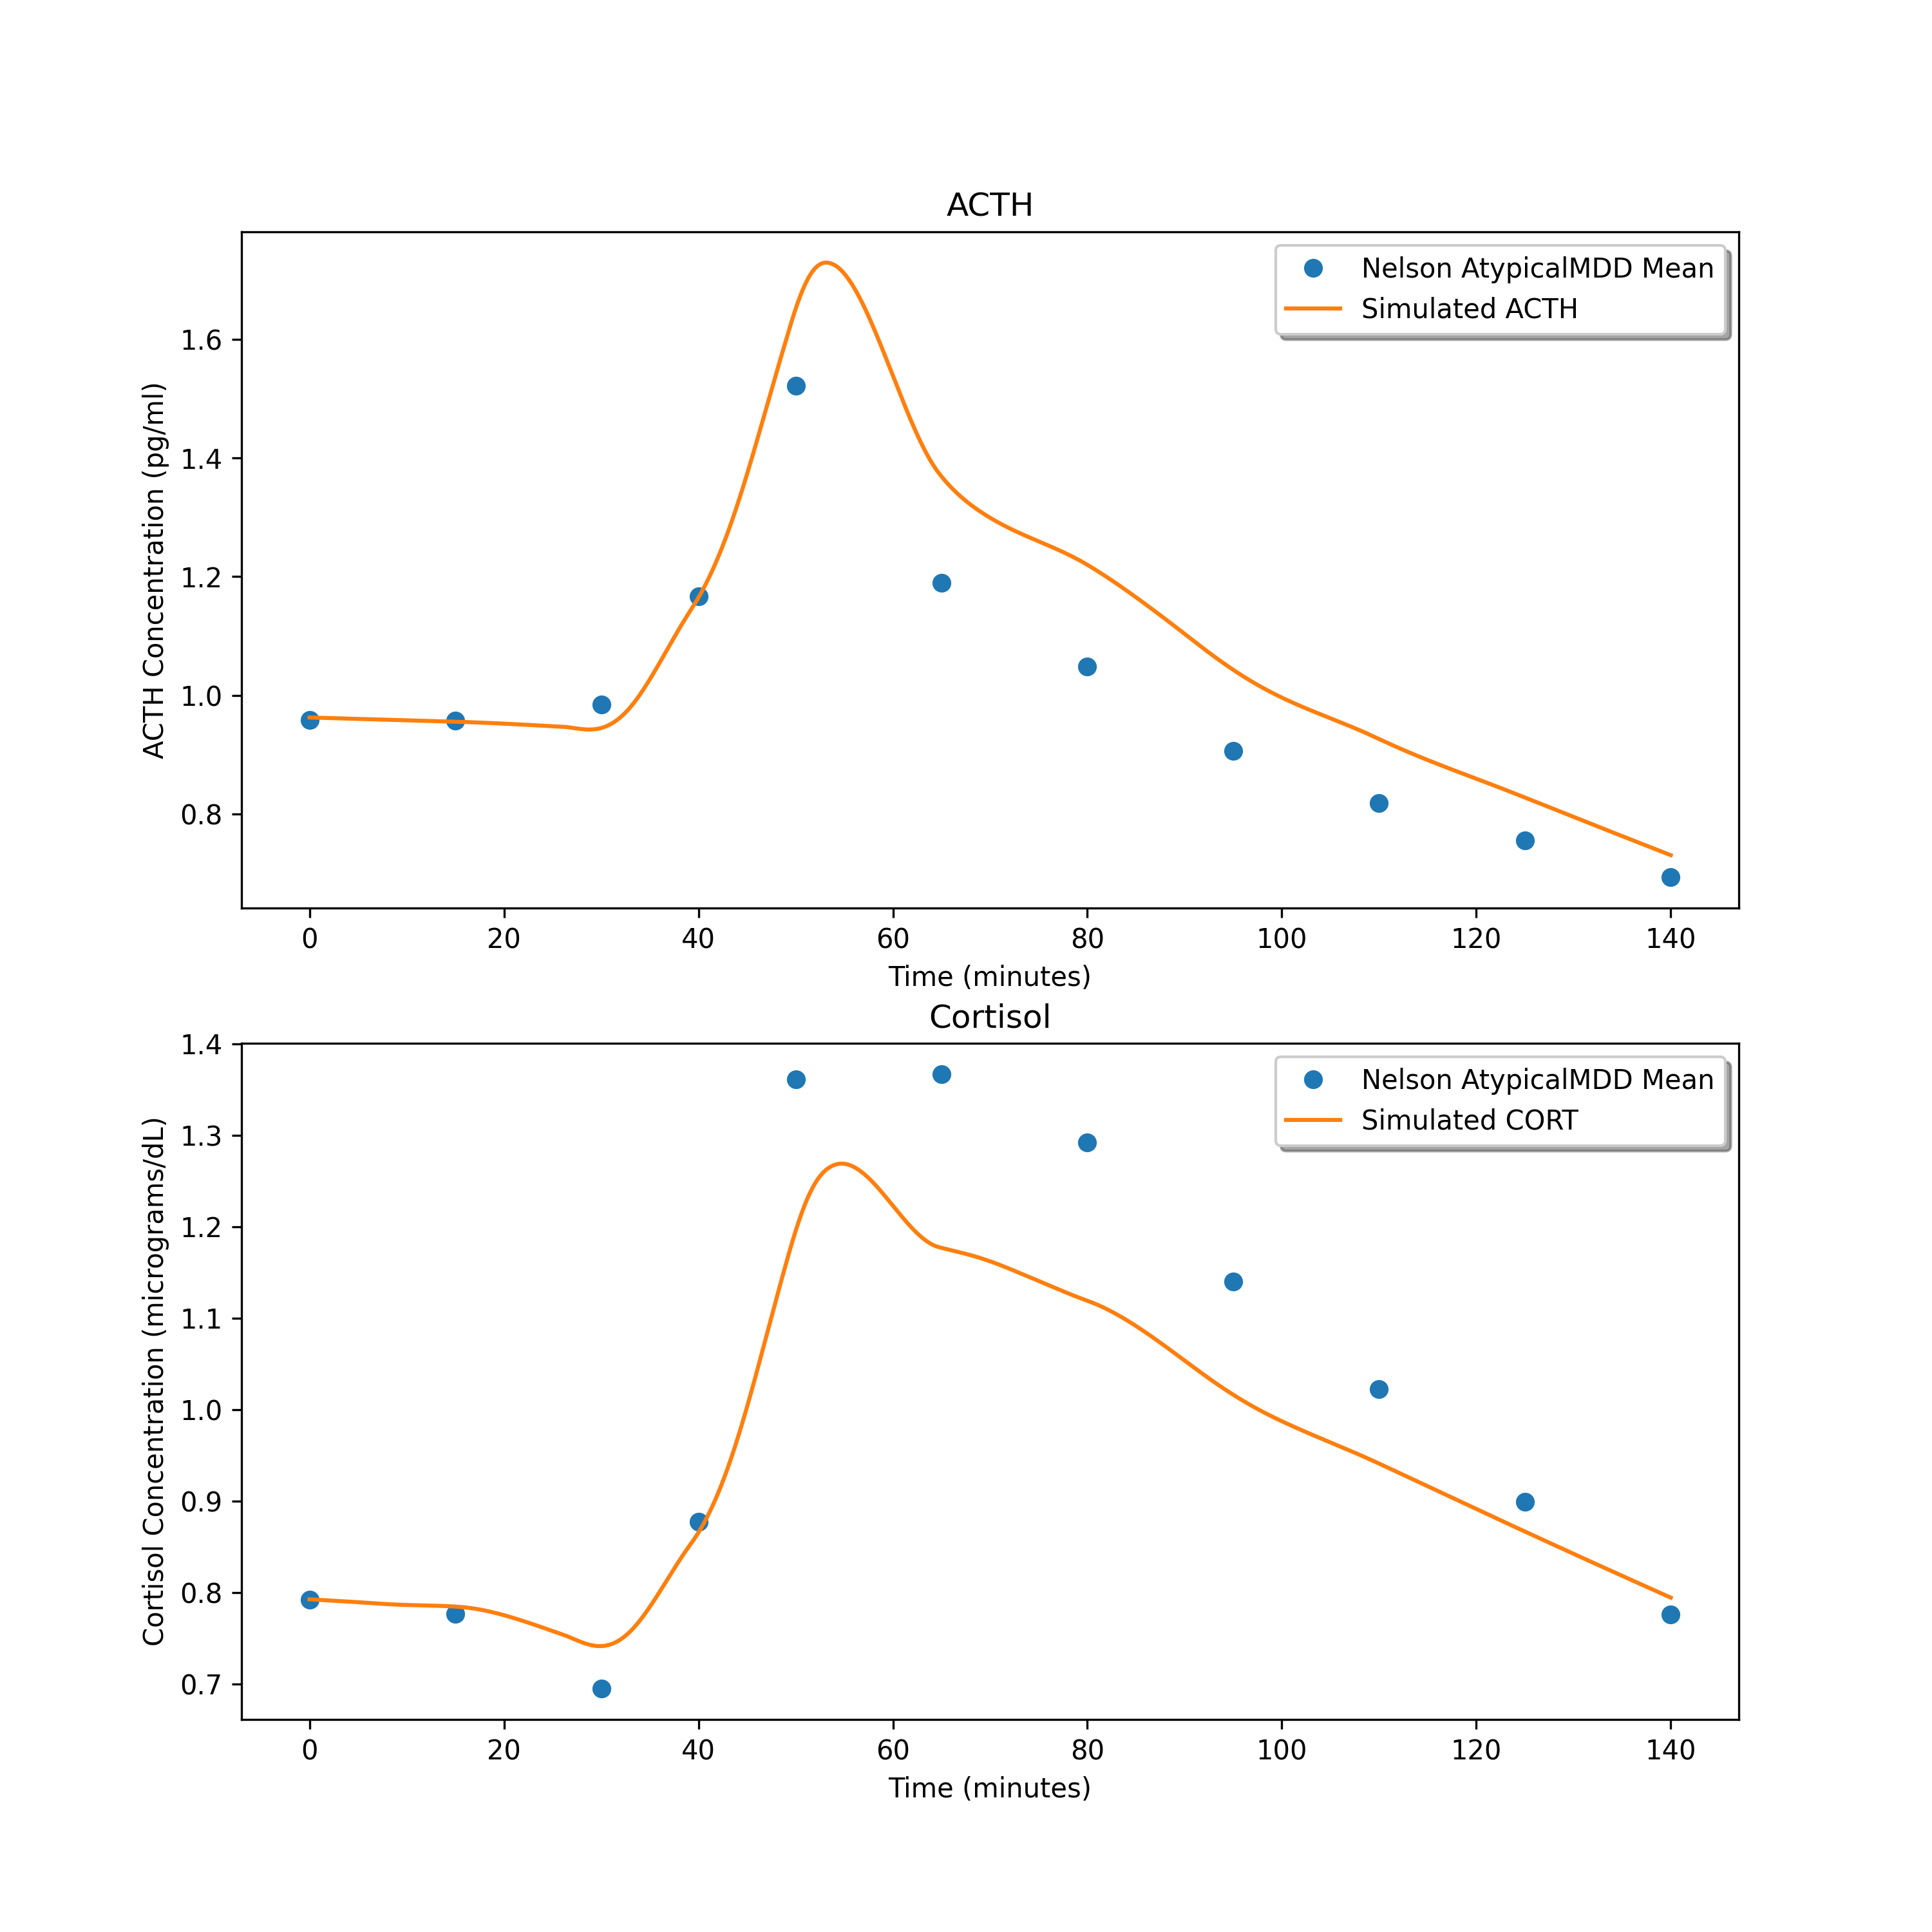 ACTH
Nelson AtypicalMDD Mean
Simulated ACTH
ACTH Concentration (pg/ml)
1.6
1.4
1.2
1.0
0.8
0 20 40 60 80 100 120 140
Time (minutes)
Cortisol
Nelson AtypicalMDD Mean
Simulated CORT
Cortisol Concentration (micrograms/dL)
1.4
1.3
1.2
1.1
1.0
0.9
0.8
0.7
0 20 40 60 80 100 120 140
Time (minutes)